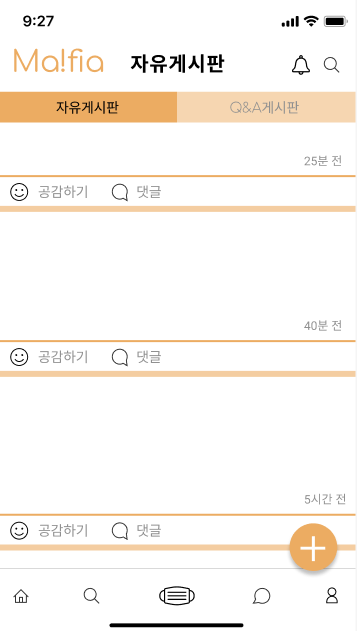 9:27
Ma!fia 자유게시판
자유게시판 Q&A게시판
25분 전
공감하기 댓글
40분 전
공감하기 댓글
5시간 전
공감하기 댓글